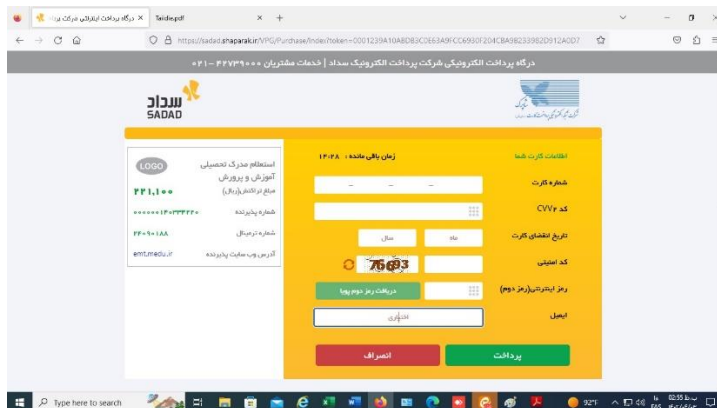 درگاه پرداخت اینترنتی شرکت پردا
Taidie.pdf
https://sadad.shaparak.ir/VPG/Purchase/Index?token=
درگاه پرداخت الکترونیکی شرکت پرداخت الکترونیک سداد | خدمات مشتریان ۴۲۷۳۹۰۰۰ – ۰۲۱
سداد
SADAD
اطلاعات کارت شما
زمان باقی مانده : ۱۴:۲۸
شماره کارت
کد CVV۲
تاریخ انقضای کارت
ماه
سال
کد امنیتی
76693
رمز اینترنتی(رمز دوم)
دریافت رمز دوم پویا
ایمیل
اختیاری
پرداخت
انصراف
LOGO
استعلام مدرک تحصیلی
آموزش و پرورش
مبلغ تراکنش(ریال)
۲۲۱,۱۰۰
شماره پذیرنده
شماره ترمینال
۲۴۰۹۰۱۸۸
آدرس وب سایت پذیرنده
emt.medu.ir
Type here to search
92°F
02:55 ب.ظ